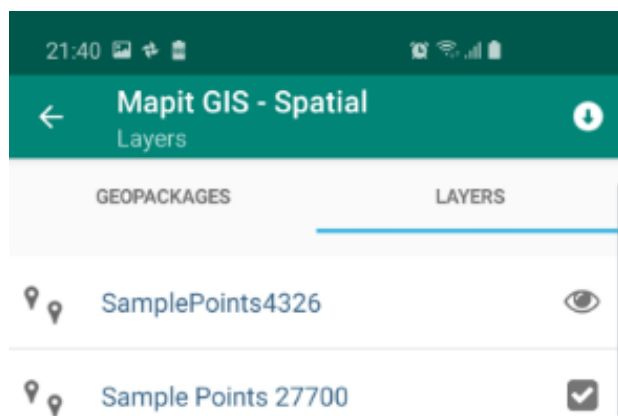 21:40
Mapit GIS - Spatial
Layers
GEOPACKAGES LAYERS
SamplePoints4326
Sample Points 27700